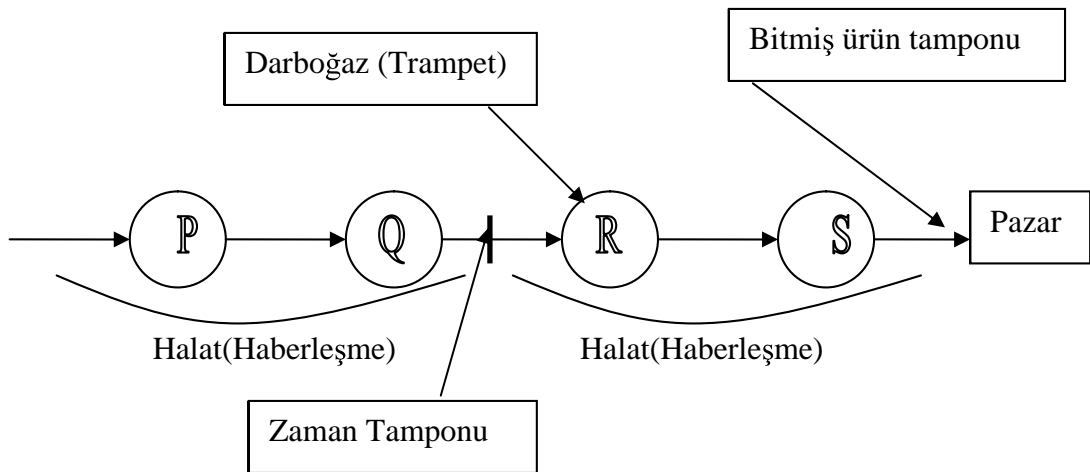 Bitmiş ürün tamponu
Darboğaz (Trampet)
P
Q
R
S
Pazar
Halat(Haberleşme)
Halat(Haberleşme)
Zaman Tamponu